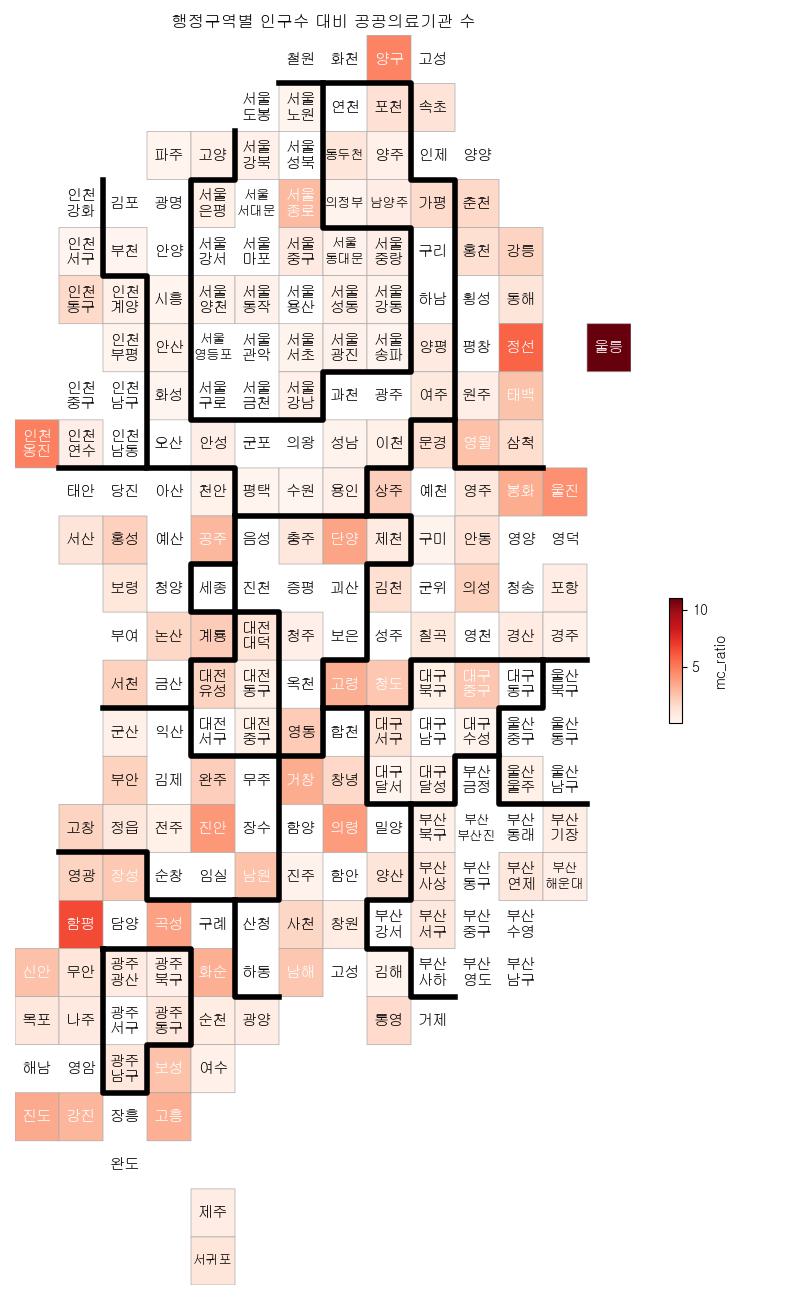 행정구역별 인구수 대비 공공의료기관 수
철원 화천 양구 고성
서울 도봉 서울 노원 연천 포천 속초
파주 고양 서울 강북 서울 성북 동두천 양주 인제 양양
인천 강화 김포 광명 서울 은평 서울 서대문 서울 종로 의정부 남양주 가평 춘천
인천 서구 부천 안양 서울 강서 서울 마포 서울 중구 서울 동대문 서울 중랑 구리 홍천 강릉
인천 동구 인천 계양 시흥 서울 양천 서울 동작 서울 용산 서울 성동 서울 강동 하남 횡성 동해
인천 부평 안산 서울 영등포 서울 관악 서울 서초 서울 광진 서울 송파 양평 평창 정선 울릉
인천 중구 인천 남구 화성 서울 구로 서울 금천 서울 강남 과천 광주 여주 원주 태백
인천 옹진 인천 연수 인천 남동 오산 안성 군포 의왕 성남 이천 문경 영월 삼척
태안 당진 아산 천안 평택 수원 용인 상주 예천 영주 봉화 울진
서산 홍성 예산 공주 음성 충주 단양 제천 구미 안동 영양 영덕
보령 청양 세종 진천 증평 괴산 김천 군위 의성 청송 포항
부여 논산 계룡 대전 대덕 청주 보은 성주 칠곡 영천 경산 경주
서천 금산 대전 유성 대전 동구 옥천 고령 청도 대구 북구 대구 중구 대구 동구 울산 북구
군산 익산 대전 서구 대전 중구 영동 합천 대구 서구 대구 남구 대구 수성 울산 중구 울산 동구
부안 김제 완주 무주 거창 창녕 대구 달서 대구 달성 부산 금정 울산 울주 울산 남구
고창 정읍 전주 진안 장수 함양 의령 밀양 부산 북구 부산 부산진 부산 동래 부산 기장
영광 장성 순창 임실 남원 진주 함안 양산 부산 사상 부산 동구 부산 연제 부산 해운대
함평 담양 곡성 구례 산청 사천 창원 부산 강서 부산 서구 부산 중구 부산 수영
신안 무안 광주 광산 광주 북구 화순 하동 남해 고성 김해 부산 사하 부산 영도 부산 남구
목포 나주 광주 서구 광주 동구 순천 광양 통영 거제
해남 영암 광주 남구 보성 여수
진도 강진 장흥 고흥
완도
제주
서귀포
10
5
mc_ratio